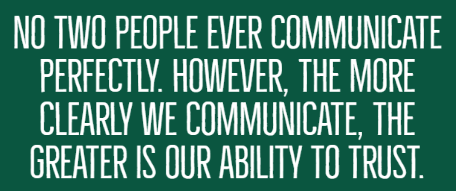 NO TWO PEOPLE EVER COMMUNICATE
PERFECTLY. HOWEVER, THE MORE
CLEARLY WE COMMUNICATE, THE
GREATER IS OUR ABILITY TO TRUST.